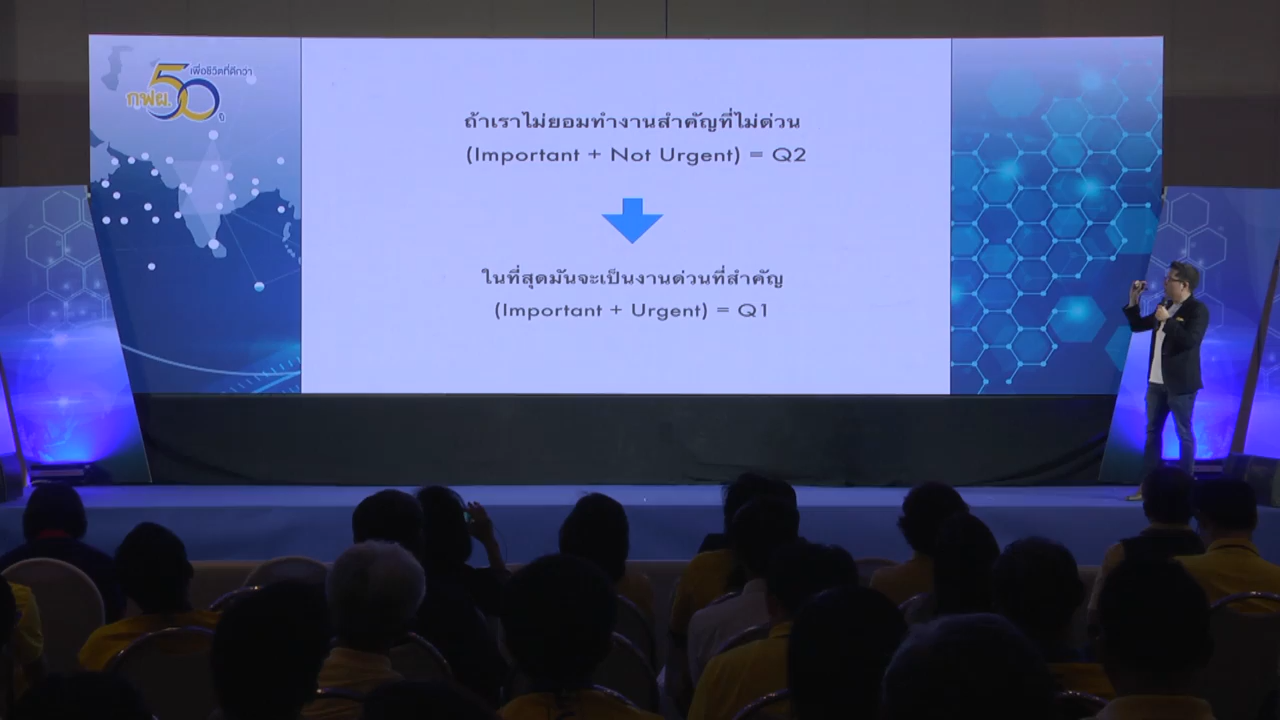 เพื่อชีวิตที่ดีกว่า
กฟผ. 50 ปี
ถ้าเราไม่ยอมทำงานสำคัญที่ไม่ด่วน
(Important + Not Urgent) = Q2
ในที่สุดมันจะเป็นงานด่วนที่สำคัญ
(Important + Urgent) = Q1